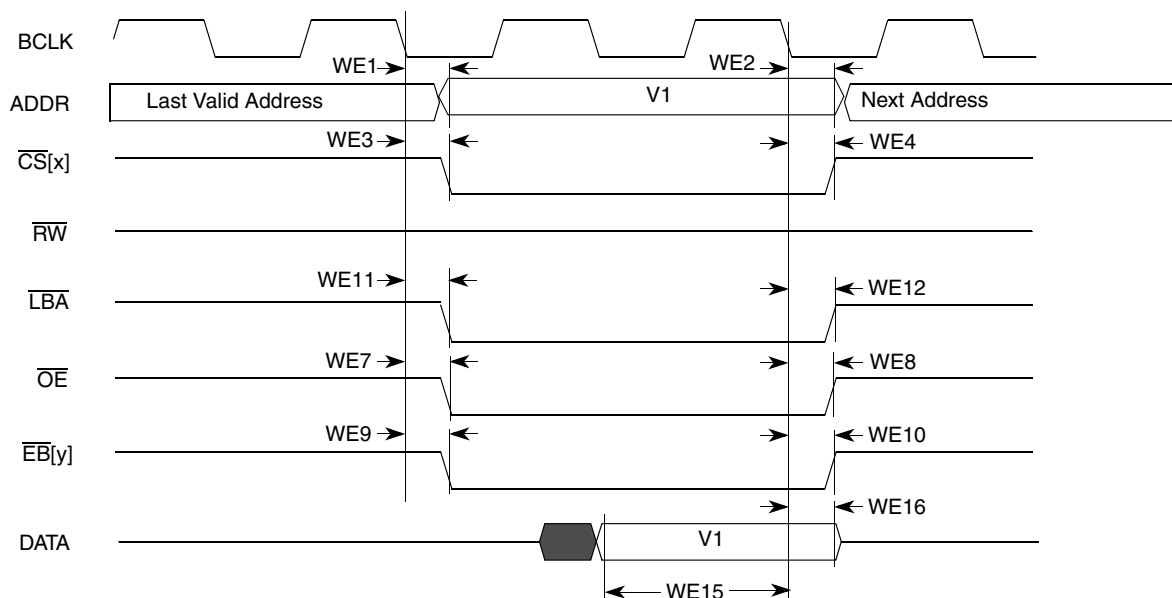 BCLK
WE1 WE2
ADDR Last Valid Address V1 Next Address
WE3 WE4
CS[x]
RW
WE11 WE12
LBA
WE7 WE8
OE
WE9 WE10
EB[y]
WE16
DATA V1
WE15